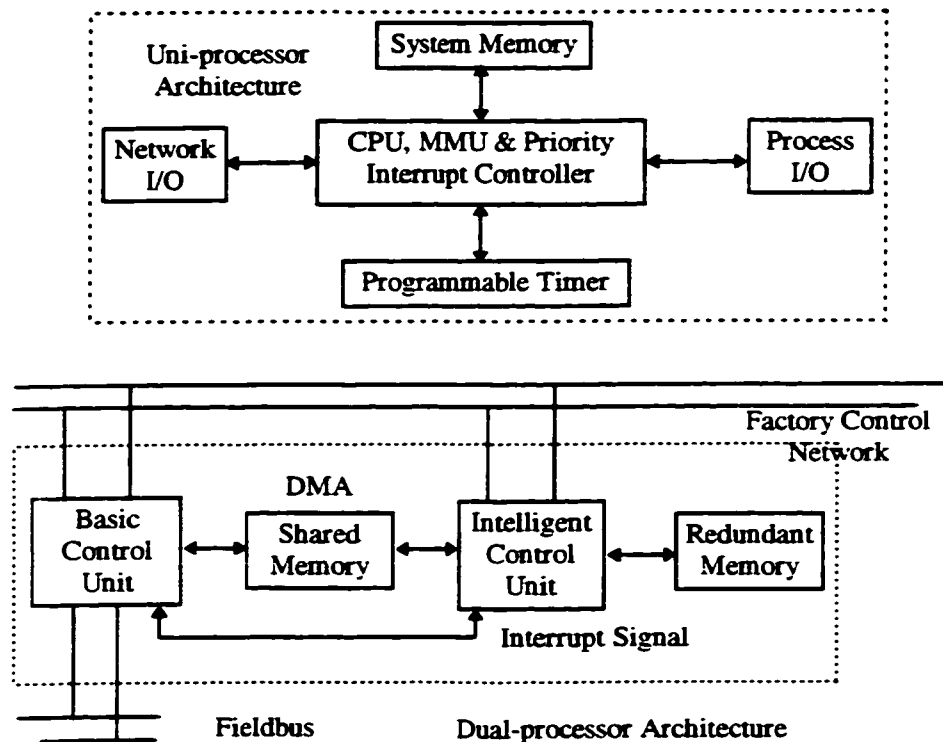 System Memory
Uni-processor
Architecture
Network
I/O
CPU, MMU & Priority
Interrupt Controller
Process
I/O
Programmable Timer
Factory Control
Network
DMA
Basic
Control
Unit
Shared
Memory
Intelligent
Control
Unit
Redundant
Memory
Interrupt Signal
Fieldbus
Dual-processor Architecture